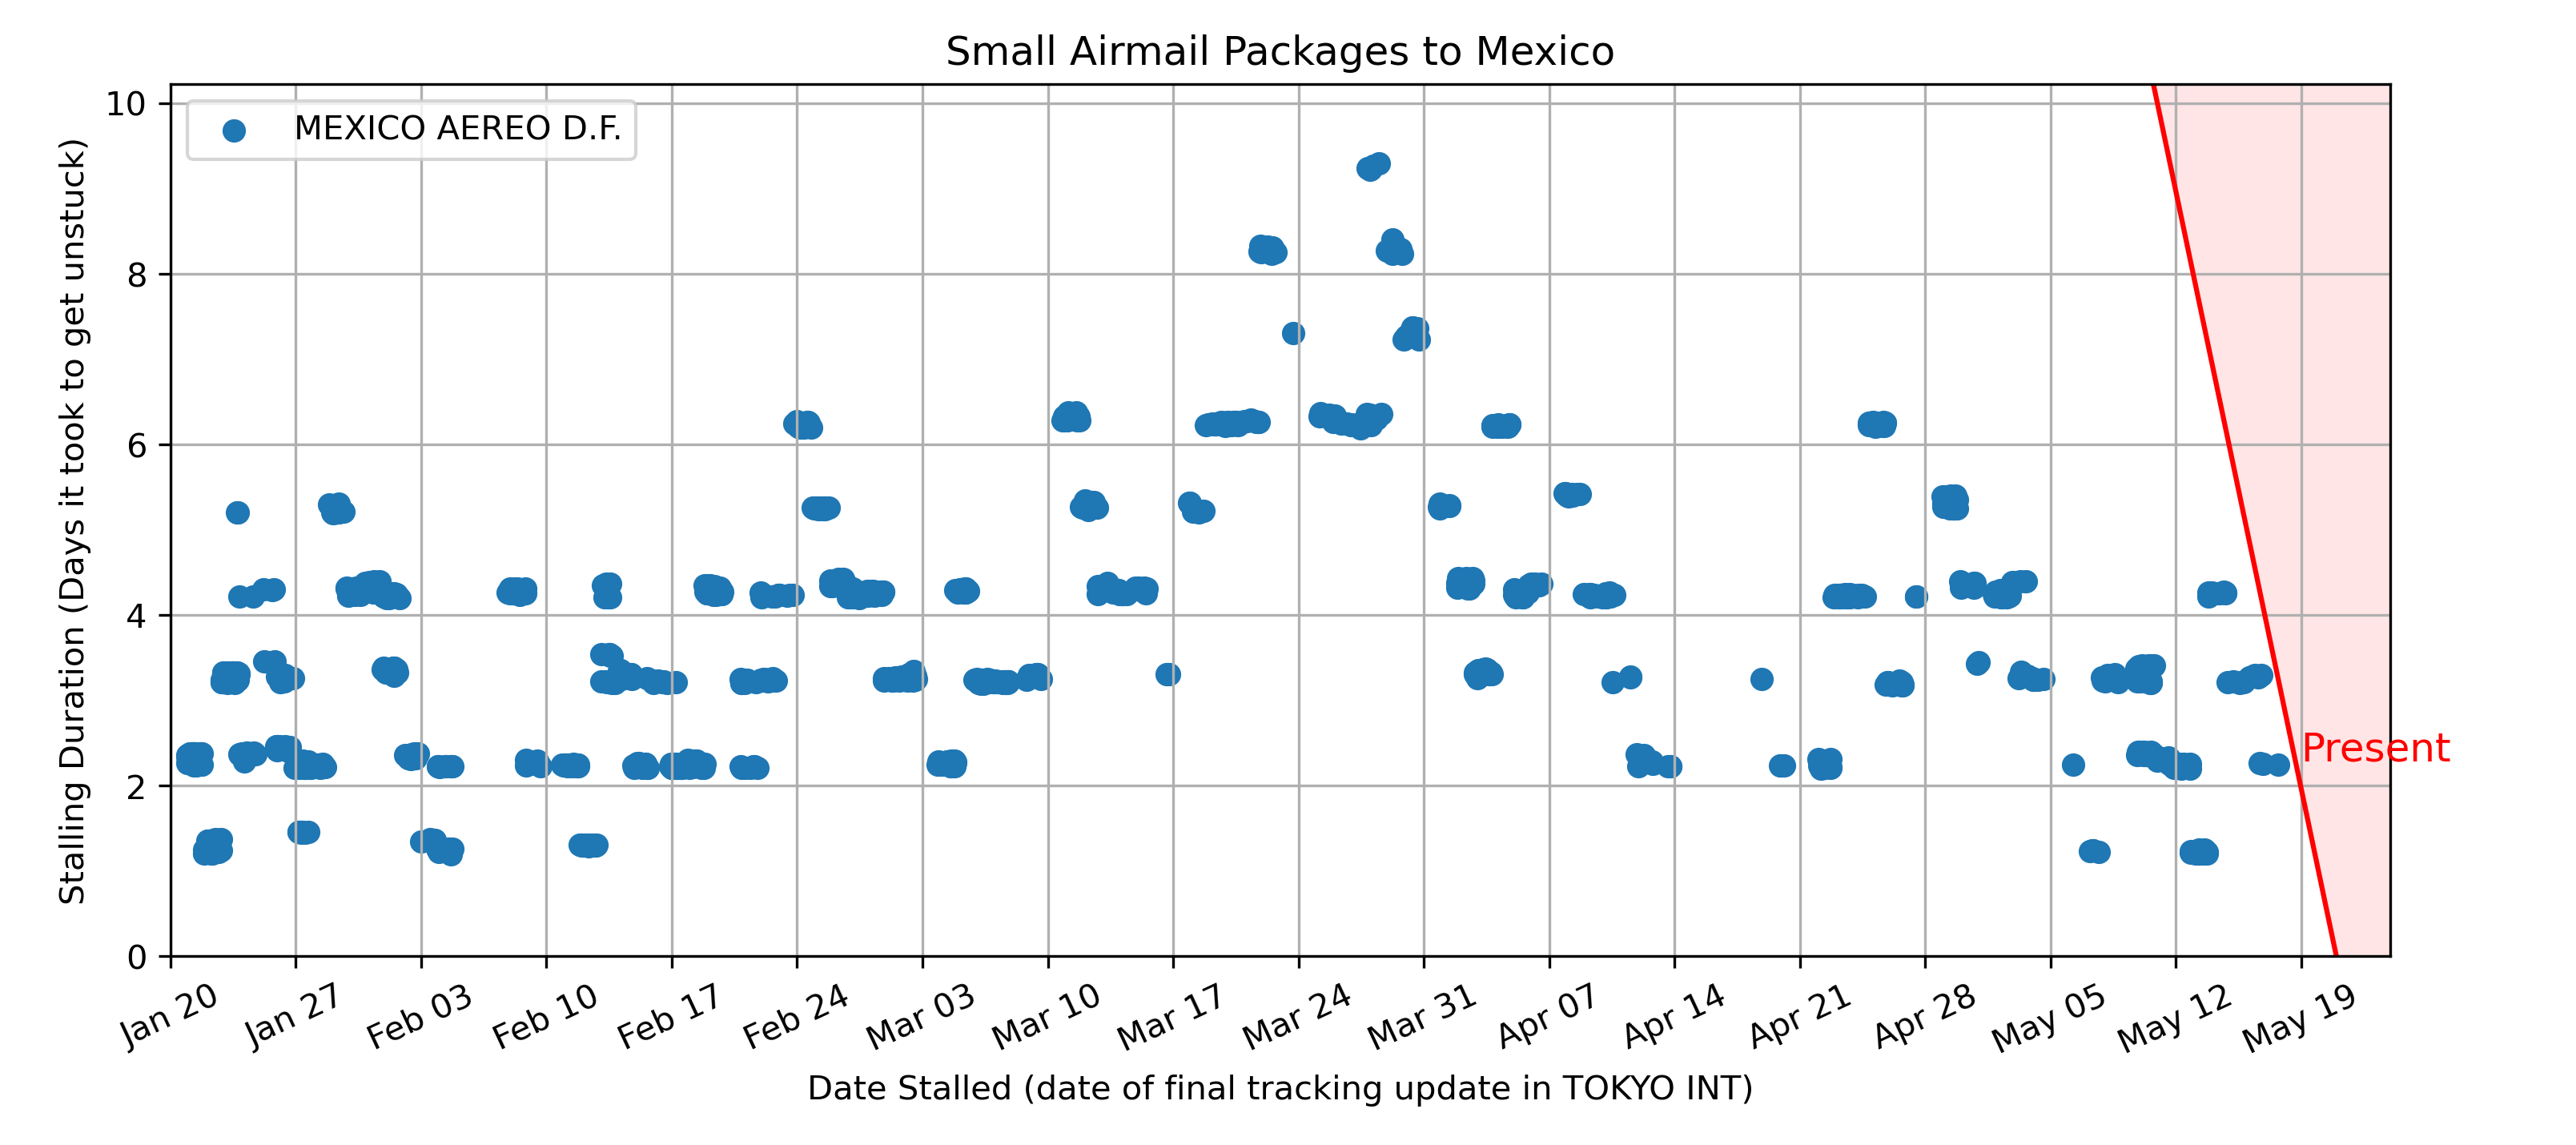 Small Airmail Packages to Mexico
MEXICO AEREO D.F.
Stalling Duration (Days it took to get unstuck)
10
8
6
4
2
0
Present
Jan 20
Jan 27
Feb 03
Feb 10
Feb 17
Feb 24
Mar 03
Mar 10
Mar 17
Mar 24
Mar 31
Apr 07
Apr 14
Apr 21
Apr 28
May 05
May 12
May 19
Date Stalled (date of final tracking update in TOKYO INT)